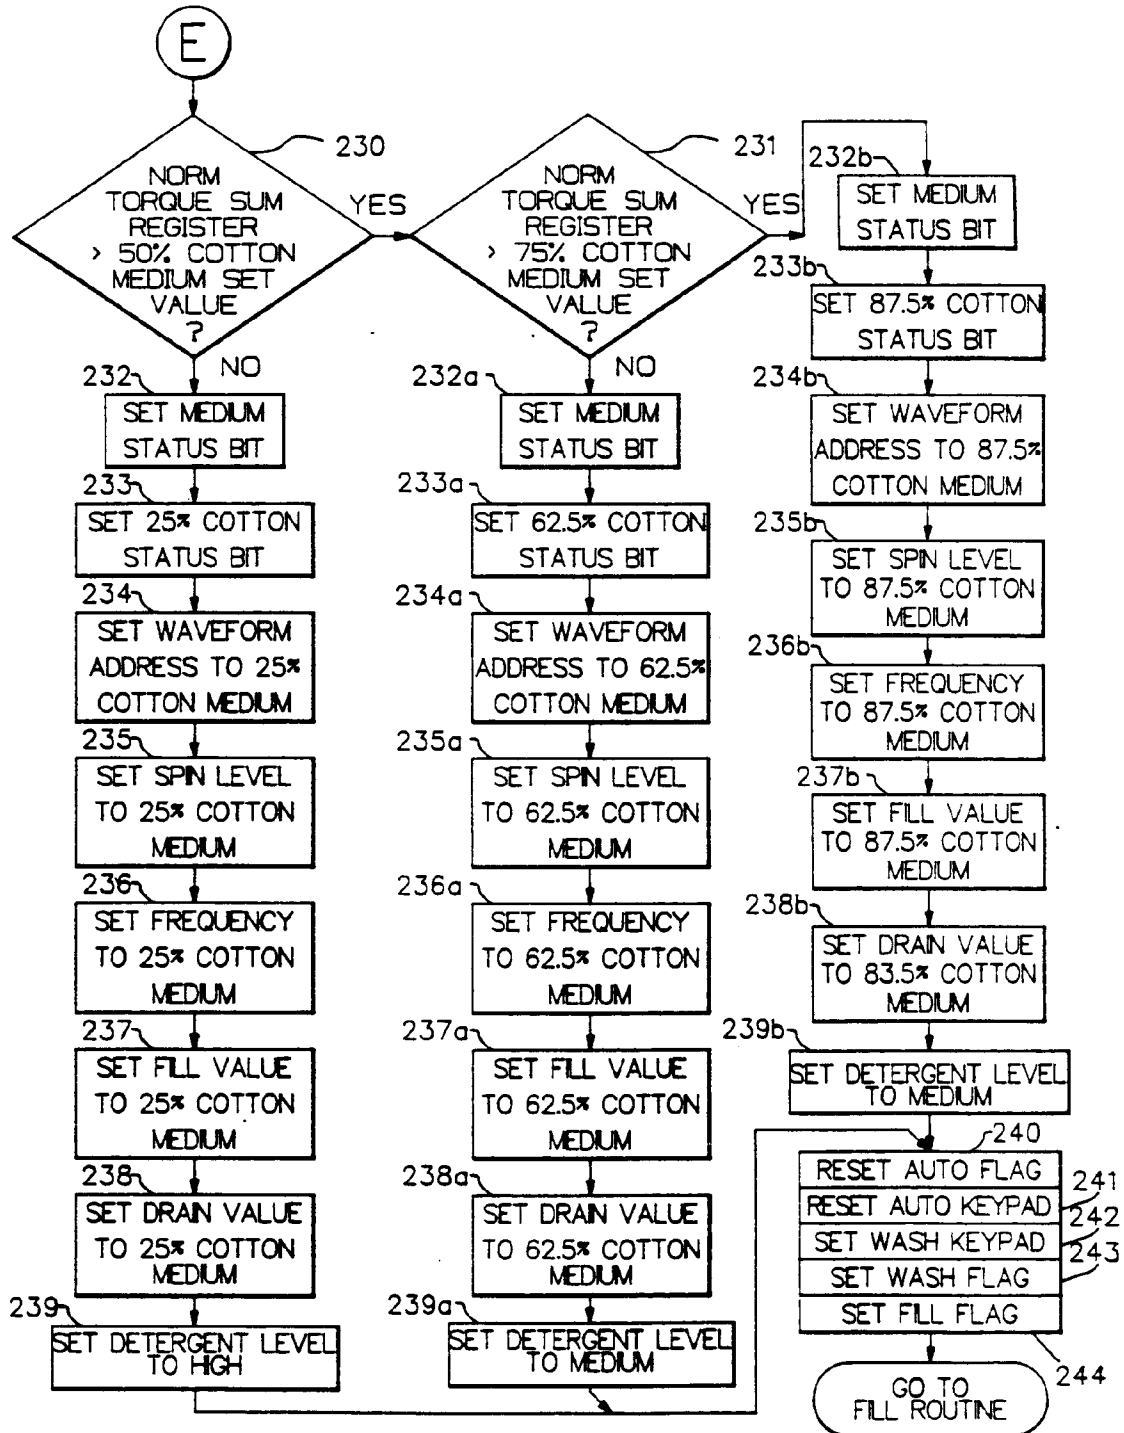 E
230
NORM
TORQUE SUM
REGISTER
> 50% COTTON
MEDIUM SET
VALUE
?
YES
NO
231
NORM
TORQUE SUM
REGISTER
> 75% COTTON
MEDIUM SET
VALUE
?
YES
NO
232
SET MEDIUM
STATUS BIT
233
SET 25% COTTON
STATUS BIT
234
SET WAVEFORM
ADDRESS TO 25%
COTTON MEDIUM
235
SET SPIN LEVEL
TO 25% COTTON
MEDIUM
236
SET FREQUENCY
TO 25% COTTON
MEDIUM
237
SET FILL VALUE
TO 25% COTTON
MEDIUM
238
SET DRAIN VALUE
TO 25% COTTON
MEDIUM
239
SET DETERGENT LEVEL
TO HIGH
232a
SET MEDIUM
STATUS BIT
233a
SET 62.5% COTTON
STATUS BIT
234a
SET WAVEFORM
ADDRESS TO 62.5%
COTTON MEDIUM
235a
SET SPIN LEVEL
TO 62.5% COTTON
MEDIUM
236a
SET FREQUENCY
TO 62.5% COTTON
MEDIUM
237a
SET FILL VALUE
TO 62.5% COTTON
MEDIUM
238a
SET DRAIN VALUE
TO 62.5% COTTON
MEDIUM
239a
SET DETERGENT LEVEL
TO MEDIUM
232b
SET MEDIUM
STATUS BIT
233b
SET 87.5% COTTON
STATUS BIT
234b
SET WAVEFORM
ADDRESS TO 87.5%
COTTON MEDIUM
235b
SET SPIN LEVEL
TO 87.5% COTTON
MEDIUM
236b
SET FREQUENCY
TO 87.5% COTTON
MEDIUM
237b
SET FILL VALUE
TO 87.5% COTTON
MEDIUM
238b
SET DRAIN VALUE
TO 83.5% COTTON
MEDIUM
239b
SET DETERGENT LEVEL
TO MEDIUM
240
RESET AUTO FLAG
241
RESET AUTO KEYPAD
242
SET WASH KEYPAD
243
SET WASH FLAG
SET FILL FLAG
244
GO TO
FILL ROUTINE